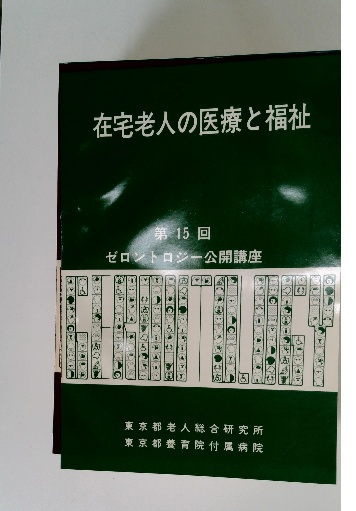 在宅老人の医療と福祉
第15回
ゼロントロジー公開講座
GERONTOLOGY
東京都老人総合研究所
東京都養育院付属病院